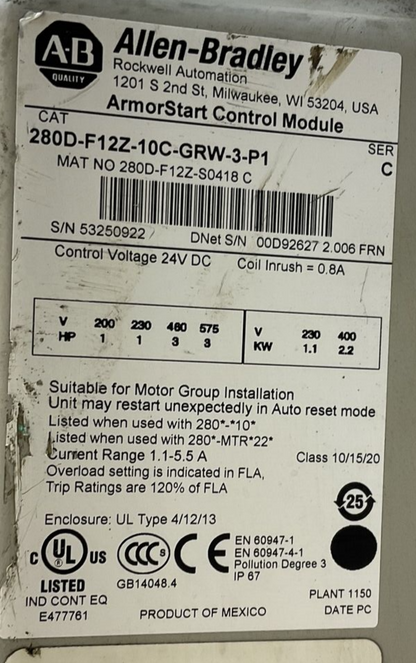 A-B
QUALITY
Allen-Bradley
Rockwell Automation
1201 S 2nd St, Milwaukee, WI 53204, USA
ArmorStart Control Module
CAT
SER
280D-F12Z-10C-GRW-3-P1
C
MAT NO 280D-F12Z-S0418 C
S/N 53250922
DNet S/N 00D92627 2.006 FRN
Control Voltage 24V DC Coil Inrush = 0.8A
V 200 230 460 575 V 230 400
HP 1 1 3 3 KW 1.1 2.2
Suitable for Motor Group Installation
Unit may restart unexpectedly in Auto reset mode
Listed when used with 280*-*10*
Listed when used with 280*-MTR*22*
Current Range 1.1-5.5 A Class 10/15/20
Overload setting is indicated in FLA,
Trip Ratings are 120% of FLA
25
Enclosure: UL Type 4/12/13
C UL US
LISTED
IND CONT EQ
E477761
CCC S
GB14048.4
CE
EN 60947-1
EN 60947-4-1
Pollution Degree 3
IP 67
PRODUCT OF MEXICO
PLANT 1150
DATE PC